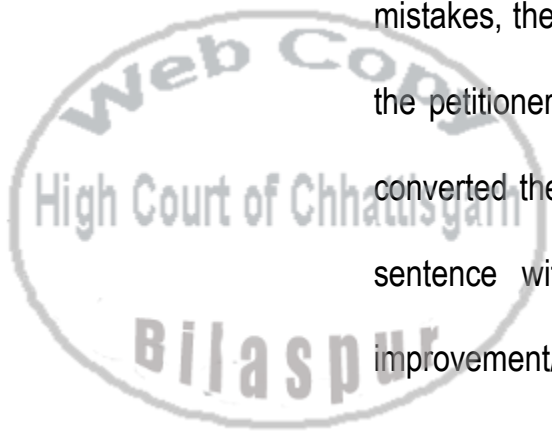 mistakes, the
the petitioner
converted the
sentence wi
improvement/
Web Copy
High Court of Chhattisgarh
Bilaspur